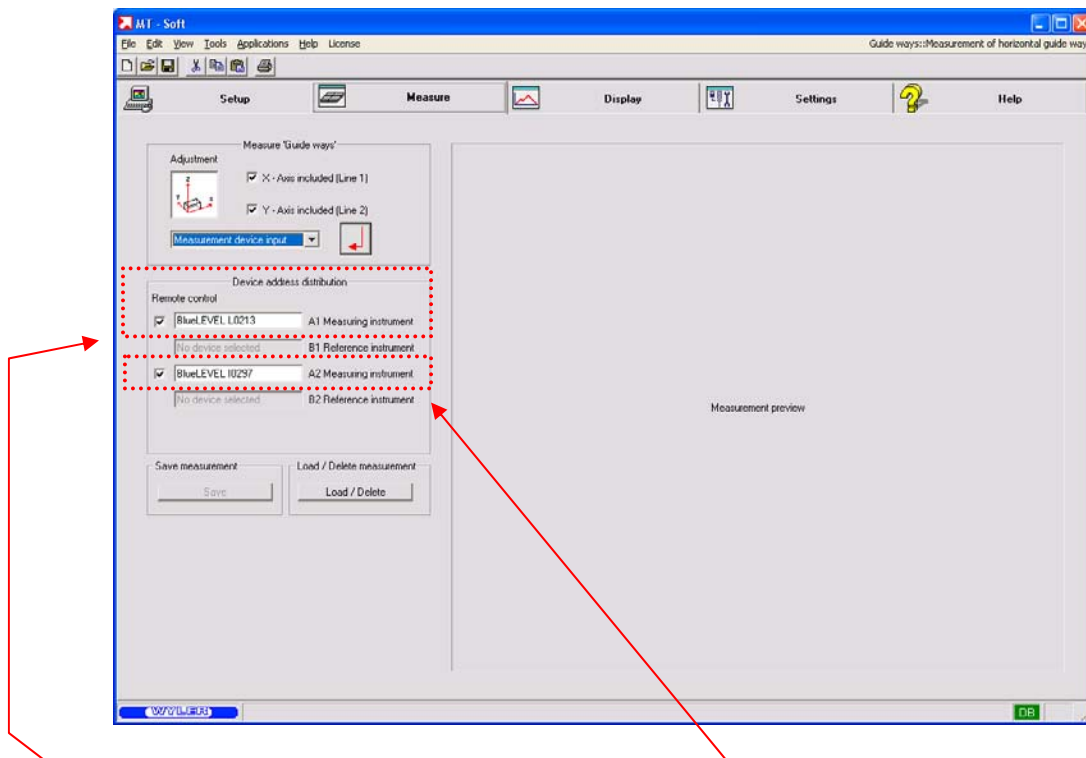 MT - Soft
File Edit View Tools Applications Help License Guide ways::Measurement of horizontal guide way
Setup Measure Display Settings Help
Measure 'Guide ways'
Adjustment
X - Axis included (Line 1)
Y - Axis included (Line 2)
Measurement device input
Device address distribution
Remote control
BlueLEVEL L0213 A1 Measuring instrument
No device selected B1 Reference instrument
BlueLEVEL I0297 A2 Measuring instrument
No device selected B2 Reference instrument
Measurement preview
Save measurement Load / Delete measurement
Save Load / Delete
WYLER DB